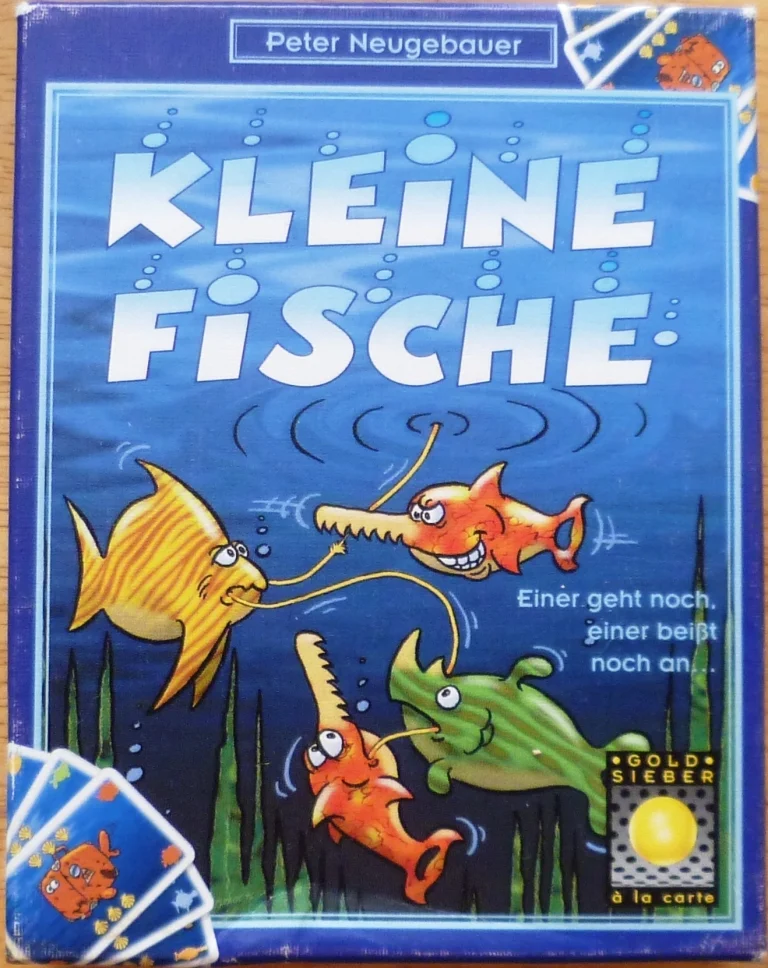 Peter Neugebauer
KLEINE
FISCHE
Einer geht noch,
einer beißt
noch an...
•GOLD•
SIEBER
à la carte